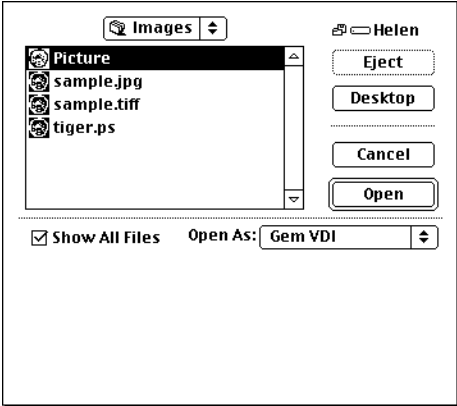 Images
Helen
Picture
sample.jpg
sample.tiff
tiger.ps
Eject
Desktop
Cancel
Open
Show All Files
Open As: Gem VDI